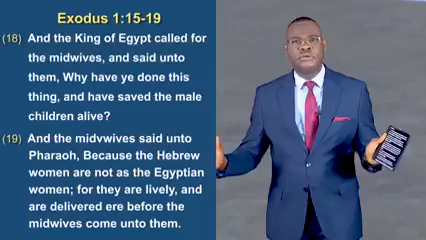 Exodus 1:15-19
(18) And the King of Egypt called for
the midwives, and said unto
them, Why have ye done this
thing, and have saved the male
children alive?
(19) And the midvwives said unto
Pharaoh, Because the Hebrew
women are not as the Egyptian
women; for they are lively, and
are delivered ere before the
midwives come unto them.